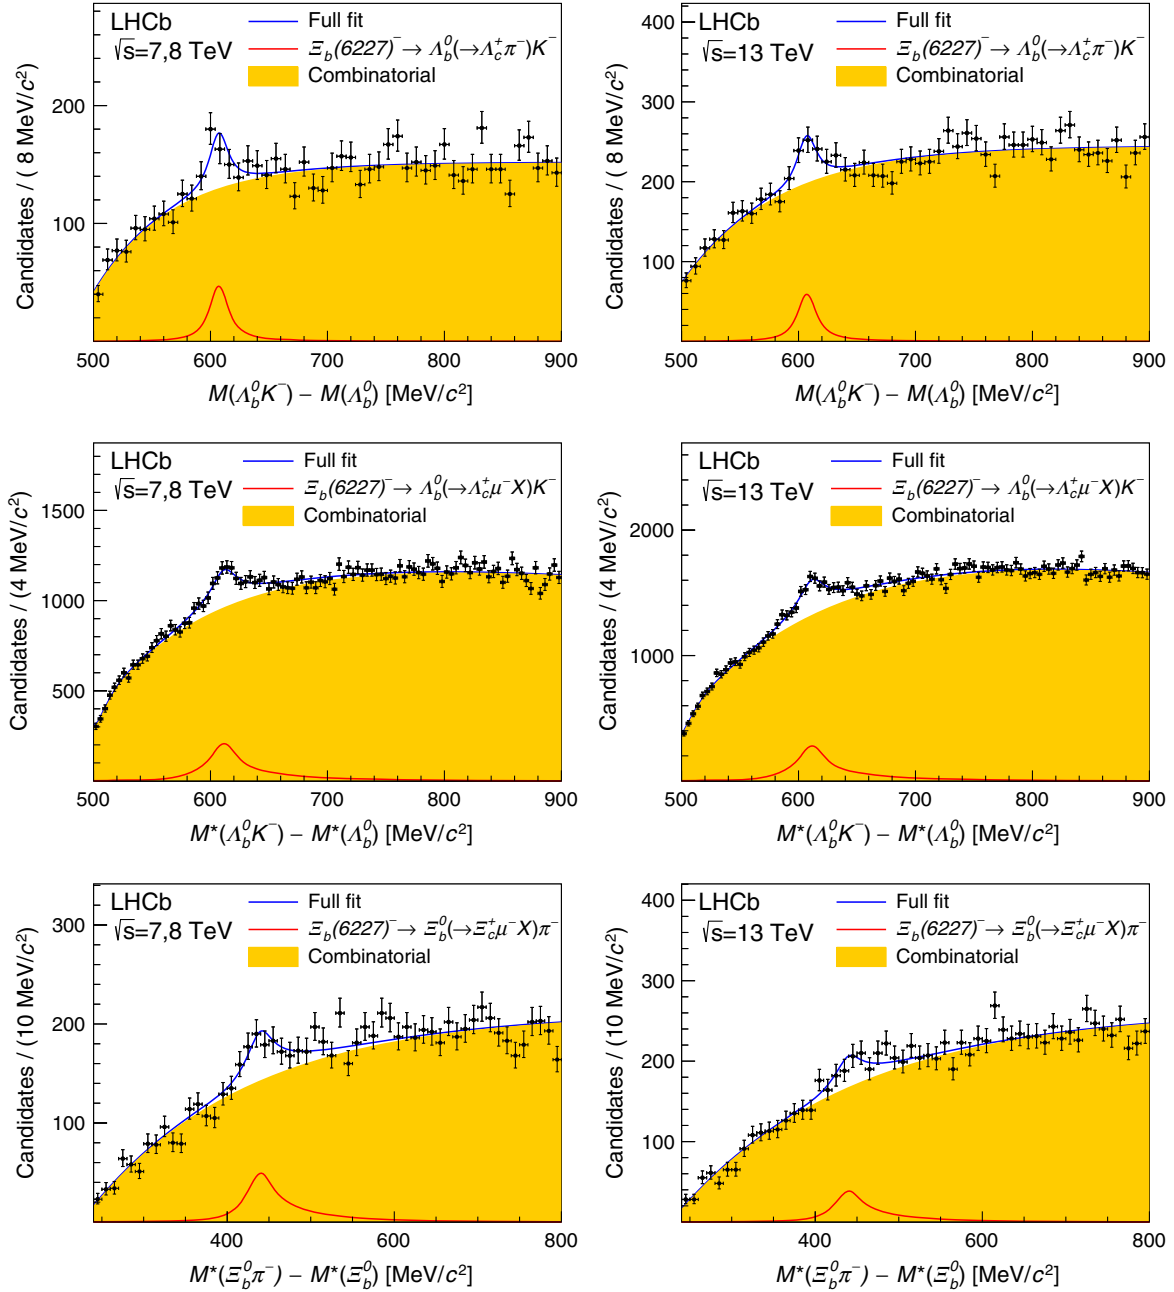 LHCb
√s=7,8 TeV
Full fit
Ξb(6227)⁻→ Λb⁰(→Λc⁺π⁻)K⁻
Combinatorial
Candidates / ( 8 MeV/c²)
200
100
500 600 700 800 900
M(Λb⁰K⁻) − M(Λb⁰) [MeV/c²]
LHCb
√s=13 TeV
Full fit
Ξb(6227)⁻→ Λb⁰(→Λc⁺π⁻)K⁻
Combinatorial
Candidates / ( 8 MeV/c²)
400
300
200
100
500 600 700 800 900
M(Λb⁰K⁻) − M(Λb⁰) [MeV/c²]
LHCb
√s=7,8 TeV
Full fit
Ξb(6227)⁻→ Λb⁰(→Λc⁺μ⁻X)K⁻
Combinatorial
Candidates / (4 MeV/c²)
1500
1000
500
500 600 700 800 900
M*(Λb⁰K⁻) − M*(Λb⁰) [MeV/c²]
LHCb
√s=13 TeV
Full fit
Ξb(6227)⁻→ Λb⁰(→Λc⁺μ⁻X)K⁻
Combinatorial
Candidates / (4 MeV/c²)
2000
1000
500 600 700 800 900
M*(Λb⁰K⁻) − M*(Λb⁰) [MeV/c²]
LHCb
√s=7,8 TeV
Full fit
Ξb(6227)⁻→ Ξb⁰(→Ξc⁺μ⁻X)π⁻
Combinatorial
Candidates / (10 MeV/c²)
300
200
100
400 600 800
M*(Ξb⁰π⁻) − M*(Ξb⁰) [MeV/c²]
LHCb
√s=13 TeV
Full fit
Ξb(6227)⁻→ Ξb⁰(→Ξc⁺μ⁻X)π⁻
Combinatorial
Candidates / (10 MeV/c²)
400
300
200
100
400 600 800
M*(Ξb⁰π⁻) − M*(Ξb⁰) [MeV/c²]